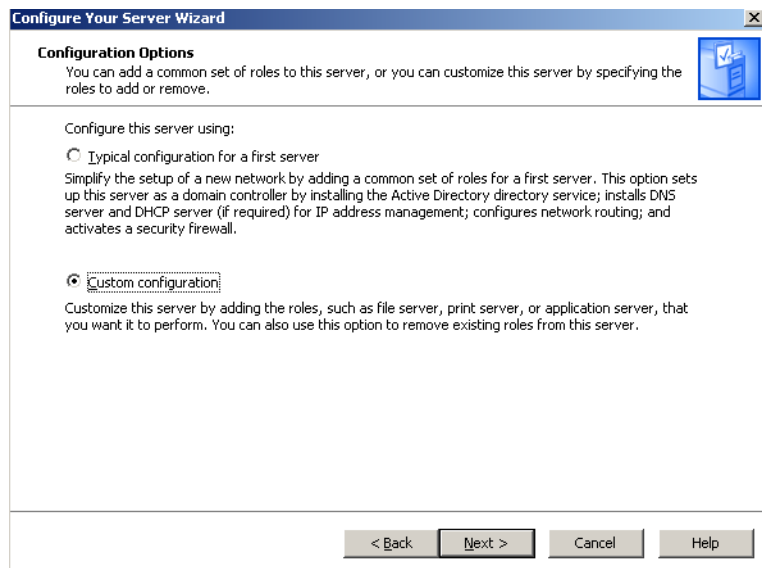 Configure Your Server Wizard
Configuration Options
You can add a common set of roles to this server, or you can customize this server by specifying the
roles to add or remove.
Configure this server using:
Typical configuration for a first server
Simplify the setup of a new network by adding a common set of roles for a first server. This option sets
up this server as a domain controller by installing the Active Directory directory service; installs DNS
server and DHCP server (if required) for IP address management; configures network routing; and
activates a security firewall.
Custom configuration
Customize this server by adding the roles, such as file server, print server, or application server, that
you want it to perform. You can also use this option to remove existing roles from this server.
< Back Next > Cancel Help